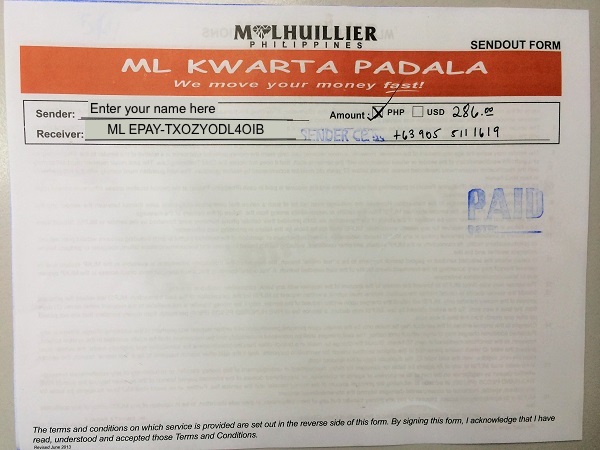 M LHUILLIER
PHILIPPINES
SENDOUT FORM
ML KWARTA PADALA
We move your money fast!
Sender: Enter your name here
Amount: PHP USD 286.00
Receiver: ML EPAY-TXOZYODL4OIB
SENDER +63905 5111619
PAID
The terms and conditions on which service is provided are set out in the reverse side of this form. By signing this form, I acknowledge that I have
read, understood and accepted those Terms and Conditions.
Revised June 2013